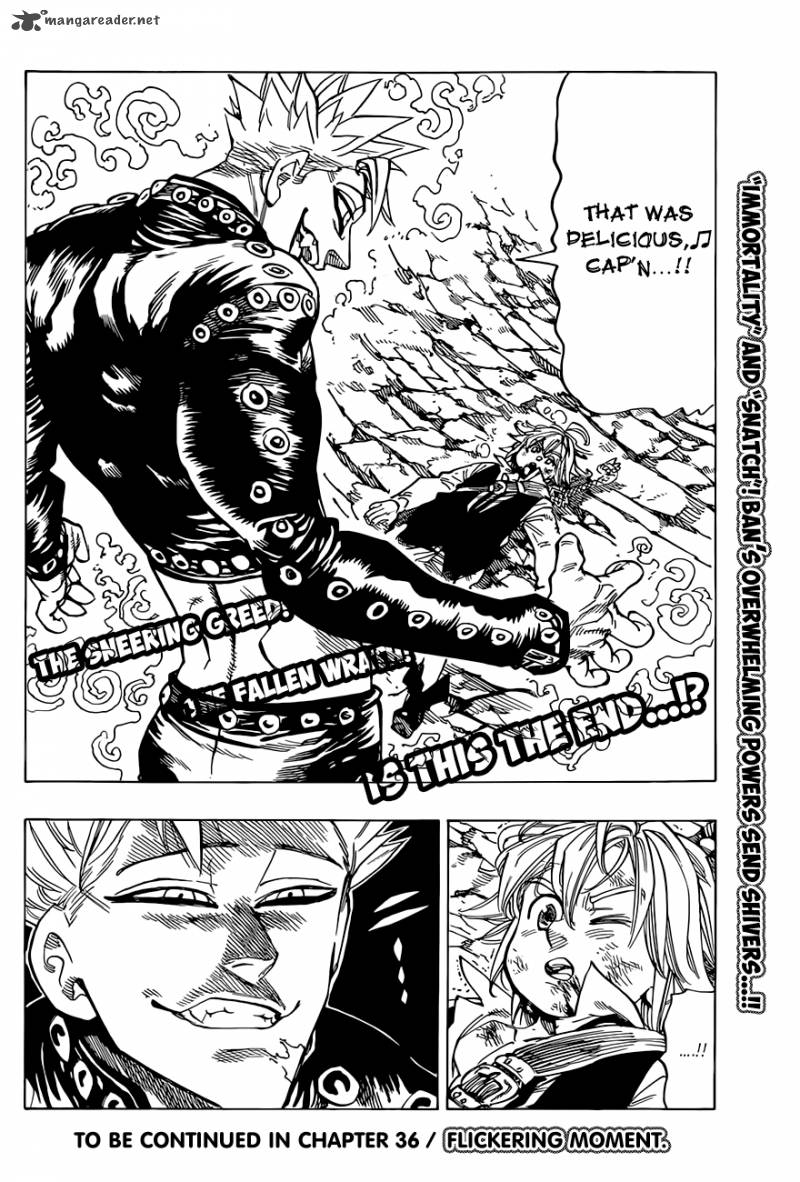 mangareader.net
THAT WAS
DELICIOUS,♫
CAP'N...!!
"IMMORTALITY" AND "SNATCH"! BAN'S OVERWHELMING POWERS SEND SHIVERS...!!
THE SNEERING GREED!
THE FALLEN WRATH!
IS THIS THE END...!?
...
.....!!
TO BE CONTINUED IN CHAPTER 36 / FLICKERING MOMENT.